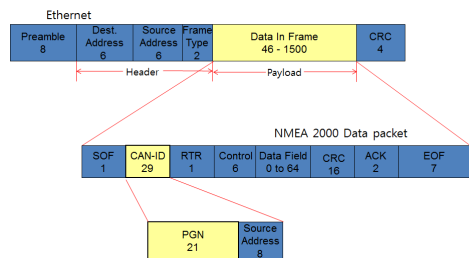 Ethernet
Preamble
8
Dest.
Address
6
Source
Address
6
Frame
Type
2
Data In Frame
46 - 1500
CRC
4
Header
Payload
NMEA 2000 Data packet
SOF
1
CAN-ID
29
RTR
1
Control
6
Data Field
0 to 64
CRC
16
ACK
2
EOF
7
PGN
21
Source
Address
8